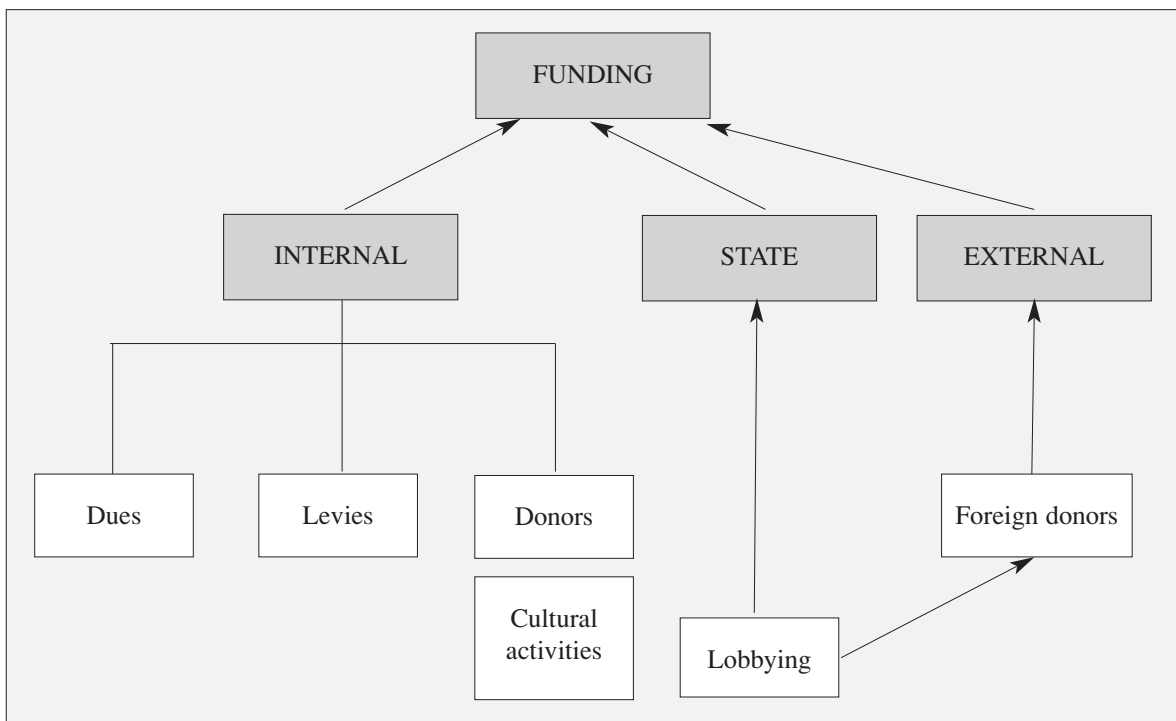 FUNDING
INTERNAL
STATE
EXTERNAL
Dues
Levies
Donors
Foreign donors
Cultural
activities
Lobbying